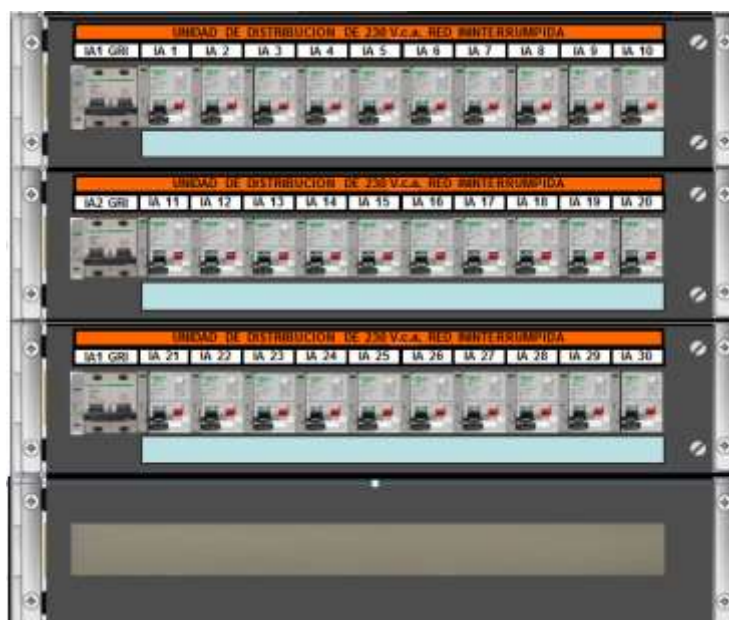 UNIDAD DE DISTRIBUCION DE 230 V.c.a. RED ININTERRUMPIDA
IA1 GRI IA 1 IA 2 IA 3 IA 4 IA 5 IA 6 IA 7 IA 8 IA 9 IA 10
UNIDAD DE DISTRIBUCION DE 230 V.c.a. RED ININTERRUMPIDA
IA2 GRI IA 11 IA 12 IA 13 IA 14 IA 15 IA 16 IA 17 IA 18 IA 19 IA 20
UNIDAD DE DISTRIBUCION DE 230 V.c.a. RED ININTERRUMPIDA
IA1 GRI IA 21 IA 22 IA 23 IA 24 IA 25 IA 26 IA 27 IA 28 IA 29 IA 30